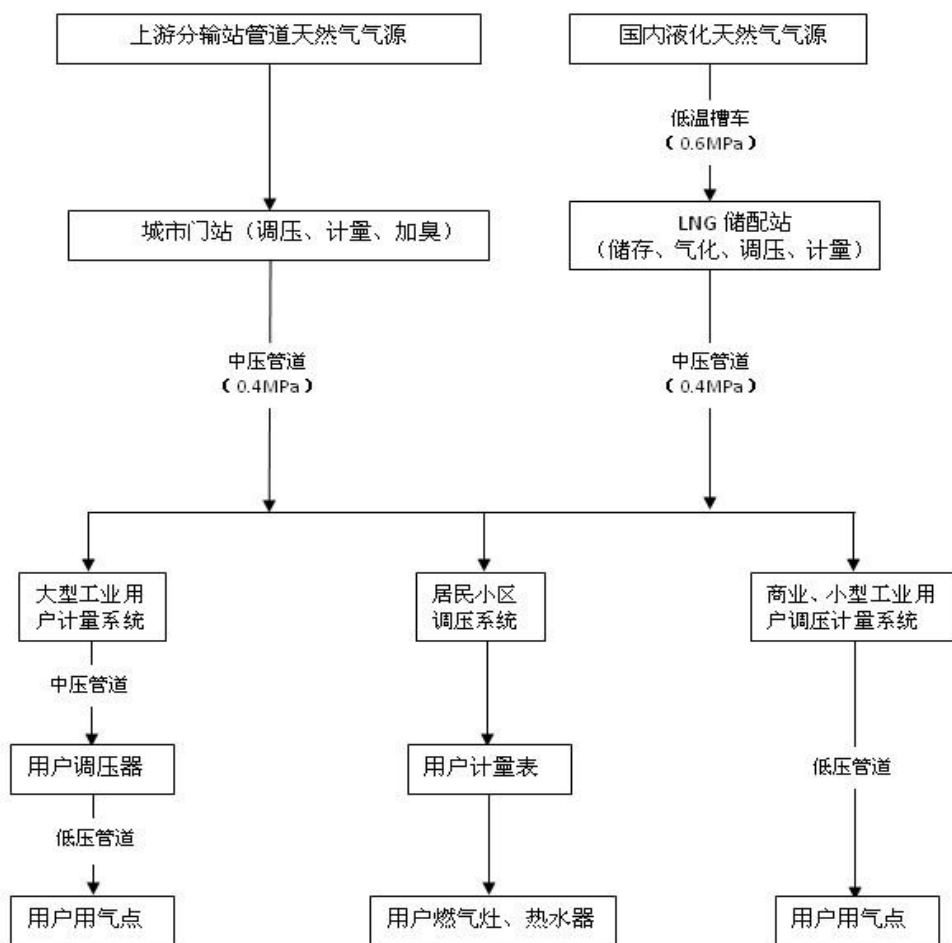 上游分输站管道天然气气源
国内液化天然气气源
低温槽车
（0.6MPa）
城市门站（调压、计量、加臭）
LNG 储配站
（储存、气化、调压、计量）
中压管道
（0.4MPa）
中压管道
（0.4MPa）
大型工业用
户计量系统
居民小区
调压系统
商业、小型工业用
户调压计量系统
中压管道
用户调压器
用户计量表
低压管道
低压管道
用户用气点
用户燃气灶、热水器
用户用气点